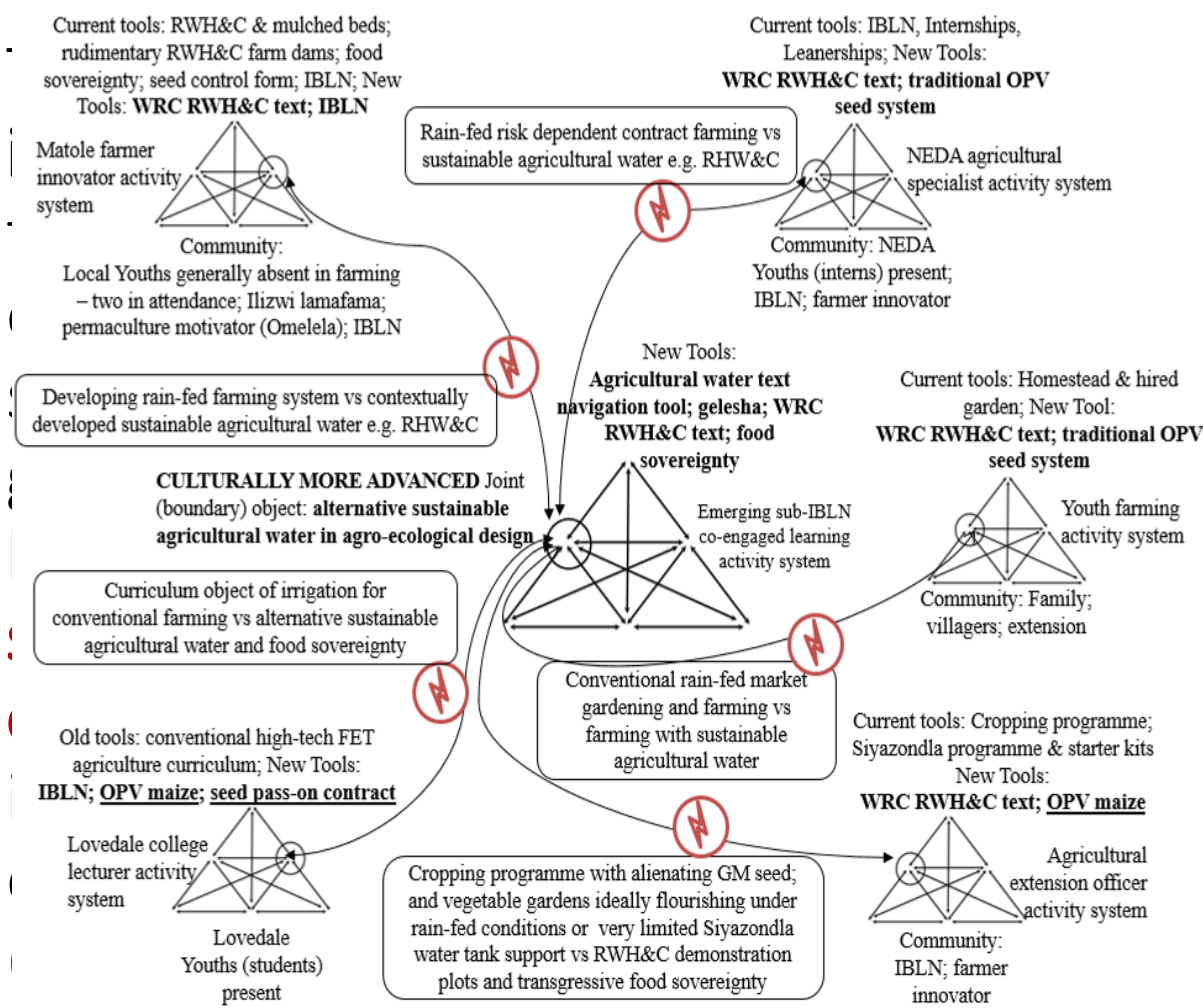 Current tools: RWH&C & mulched beds;
rudimentary RWH&C farm dams; food
sovereignty; seed control form; IBLN; New
Tools: WRC RWH&C text; IBLN
Matole farmer
innovator activity
system
Community:
Local Youths generally absent in farming
– two in attendance; Ilizwi lamafama;
permaculture motivator (Omelela); IBLN
Current tools: IBLN, Internships,
Leanerships; New Tools:
WRC RWH&C text; traditional OPV
seed system
NEDA agricultural
specialist activity system
Community: NEDA
Youths (interns) present;
IBLN; farmer innovator
Rain-fed risk dependent contract farming vs
sustainable agricultural water e.g. RHW&C
Developing rain-fed farming system vs contextually
developed sustainable agricultural water e.g. RHW&C
New Tools:
Agricultural water text
navigation tool; gelesha; WRC
RWH&C text; food
sovereignty
CULTURALLY MORE ADVANCED Joint
(boundary) object: alternative sustainable
agricultural water in agro-ecological design
Emerging sub-IBLN
co-engaged learning
activity system
Current tools: Homestead & hired
garden; New Tool:
WRC RWH&C text; traditional OPV
seed system
Youth farming
activity system
Community: Family;
villagers; extension
Curriculum object of irrigation for
conventional farming vs alternative sustainable
agricultural water and food sovereignty
Conventional rain-fed market
gardening and farming vs
farming with sustainable
agricultural water
Old tools: conventional high-tech FET
agriculture curriculum; New Tools:
IBLN; OPV maize; seed pass-on contract
Lovedale college
lecturer activity
system
Lovedale
Youths (students)
present
Cropping programme with alienating GM seed;
and vegetable gardens ideally flourishing under
rain-fed conditions or very limited Siyazondla
water tank support vs RWH&C demonstration
plots and transgressive food sovereignty
Current tools: Cropping programme;
Siyazondla programme & starter kits
New Tools:
WRC RWH&C text; OPV maize
Agricultural
extension officer
activity system
Community:
IBLN; farmer
innovator